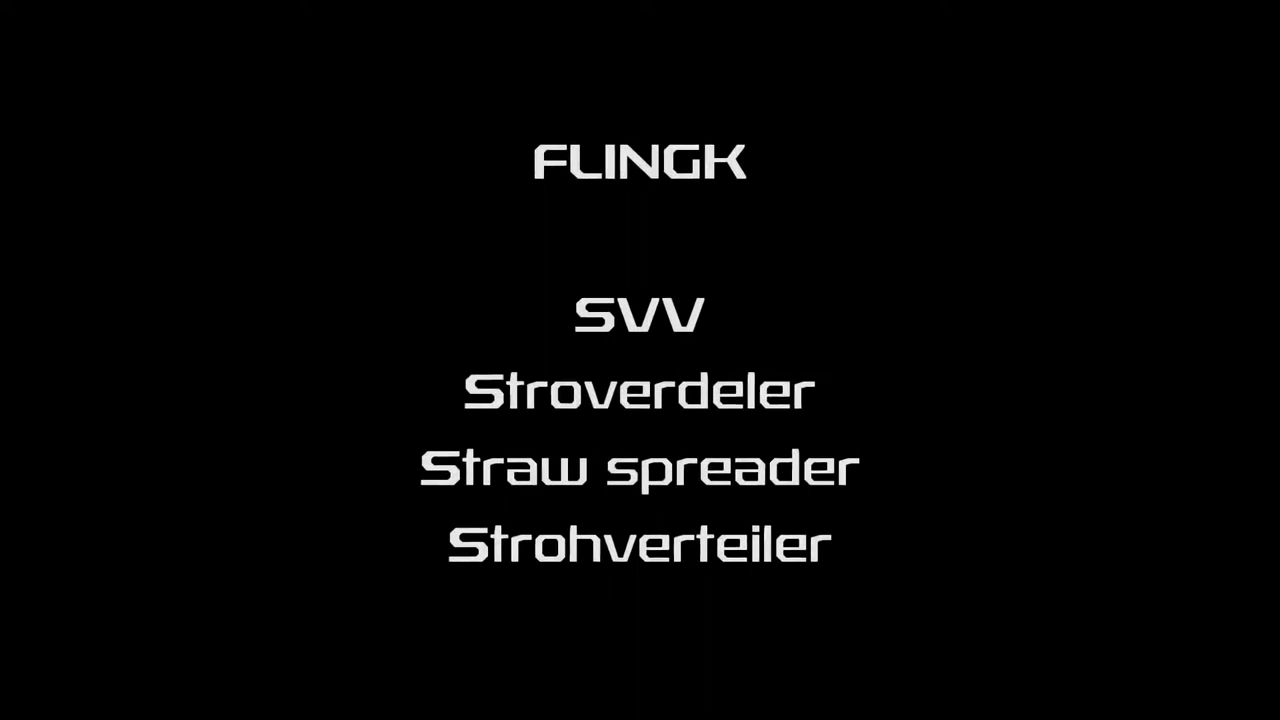 FLINGK
SVV
Stroverdeler
Straw spreader
Strohverteiler